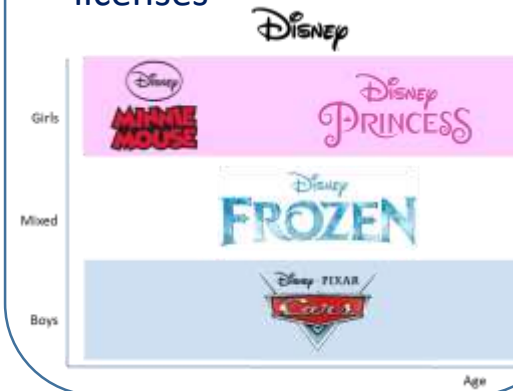 licenses
Disney
Girls
Disney
MINNIE
MOUSE
Disney
PRINCESS
Mixed
Disney
FROZEN
Boys
Disney · PIXAR
Cars
Age